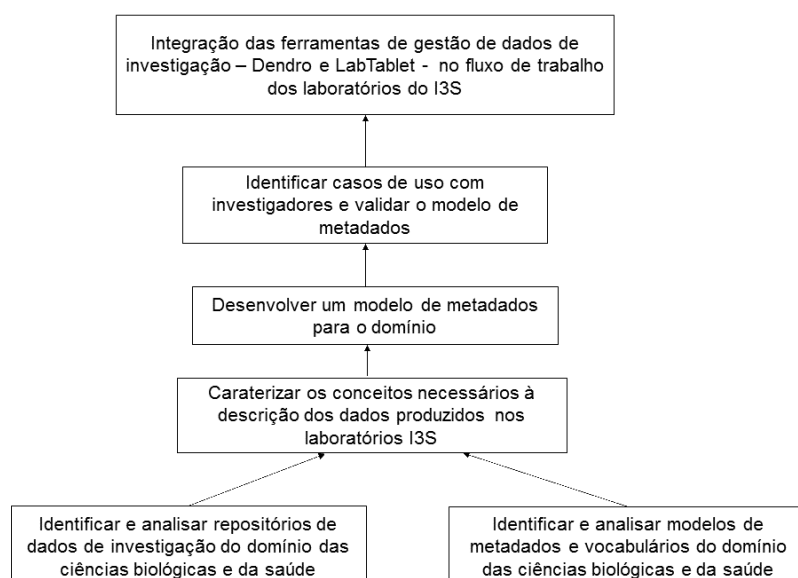 Integração das ferramentas de gestão de dados de
investigação – Dendro e LabTablet - no fluxo de trabalho
dos laboratórios do I3S
Identificar casos de uso com
investigadores e validar o modelo de
metadados
Desenvolver um modelo de metadados
para o domínio
Caraterizar os conceitos necessários à
descrição dos dados produzidos nos
laboratórios I3S
Identificar e analisar repositórios de
dados de investigação do domínio das
ciências biológicas e da saúde
Identificar e analisar modelos de
metadados e vocabulários do domínio
das ciências biológicas e da saúde